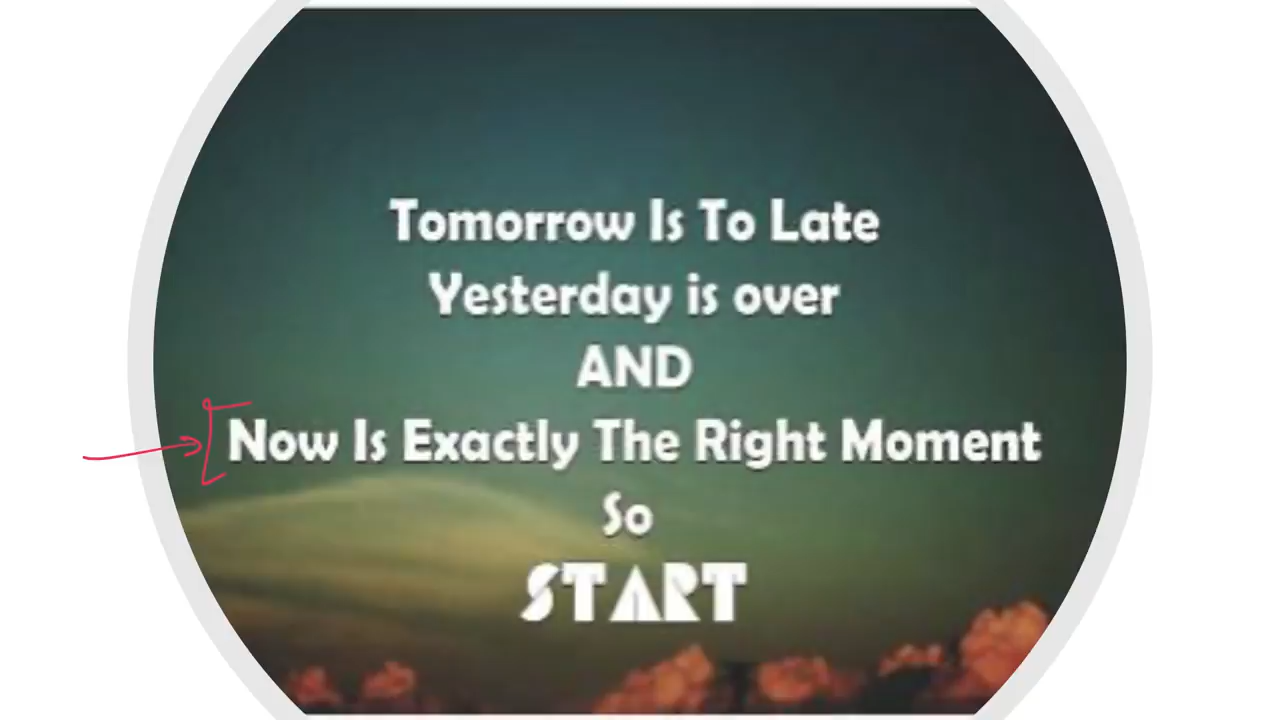 Tomorrow Is To Late
Yesterday is over
AND
Now Is Exactly The Right Moment
So
START